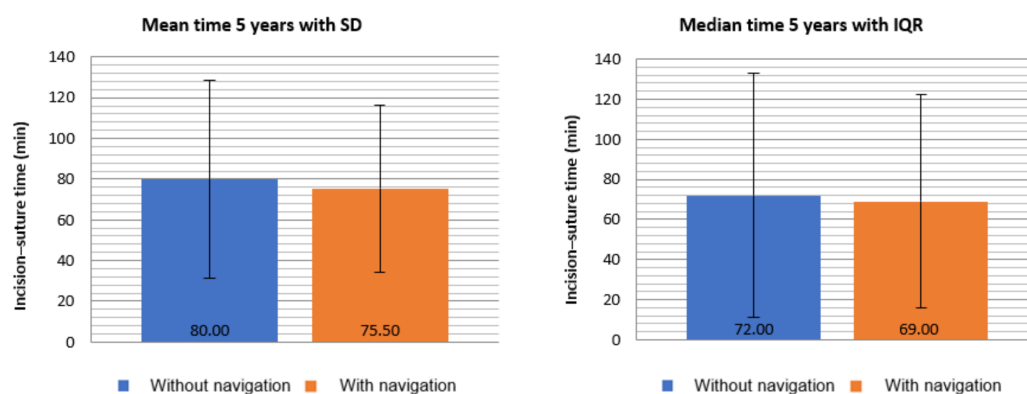 Mean time 5 years with SD
Incision–suture time (min)
140
120
100
80
60
40
20
0
80.00
75.50
Without navigation
With navigation
Median time 5 years with IQR
Incision–suture time (min)
140
120
100
80
60
40
20
0
72.00
69.00
Without navigation
With navigation